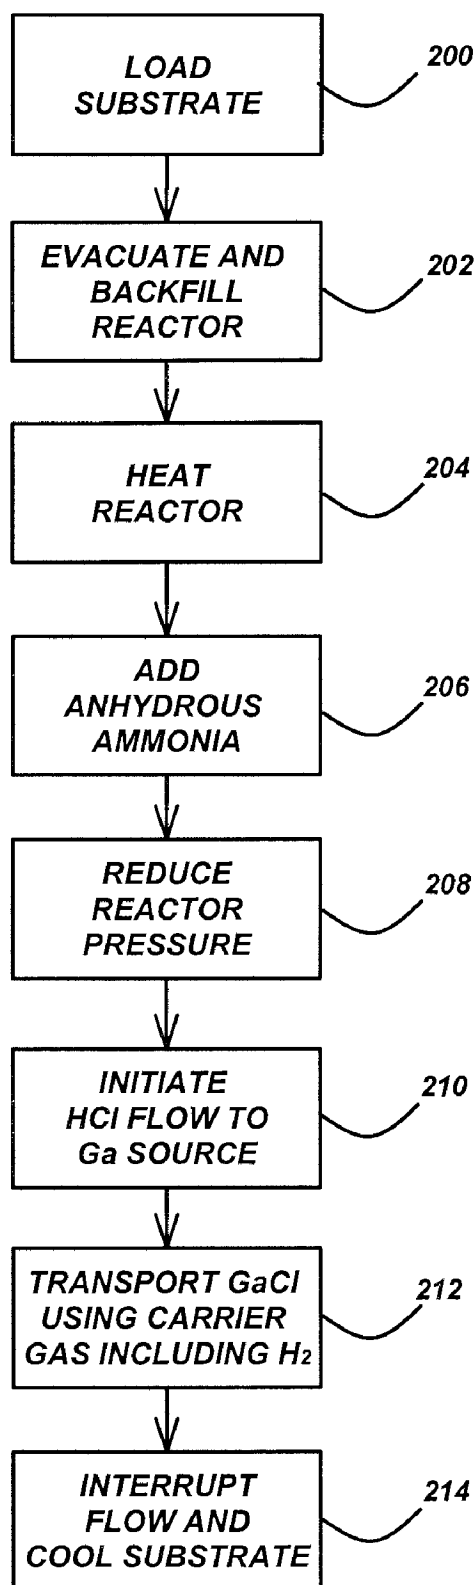 LOAD
SUBSTRATE
200
EVACUATE AND
BACKFILL
REACTOR
202
HEAT
REACTOR
204
ADD
ANHYDROUS
AMMONIA
206
REDUCE
REACTOR
PRESSURE
208
INITIATE
HCl FLOW TO
Ga SOURCE
210
TRANSPORT GaCl
USING CARRIER
GAS INCLUDING H2
212
INTERRUPT
FLOW AND
COOL SUBSTRATE
214